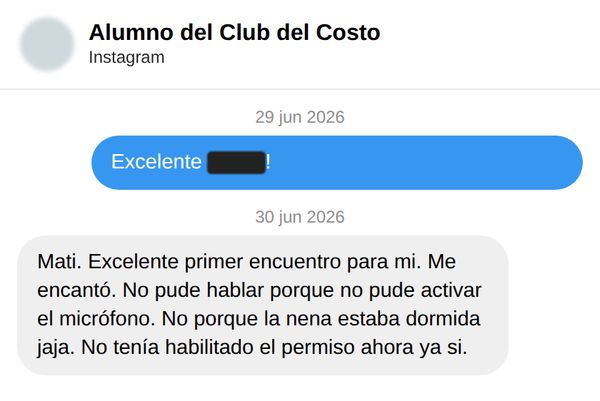 Alumno del Club del Costo
Instagram
29 jun 2026
Excelente !
30 jun 2026
Mati. Excelente primer encuentro para mi. Me
encantó. No pude hablar porque no pude activar
el micrófono. No porque la nena estaba dormida
jaja. No tenía habilitado el permiso ahora ya si.